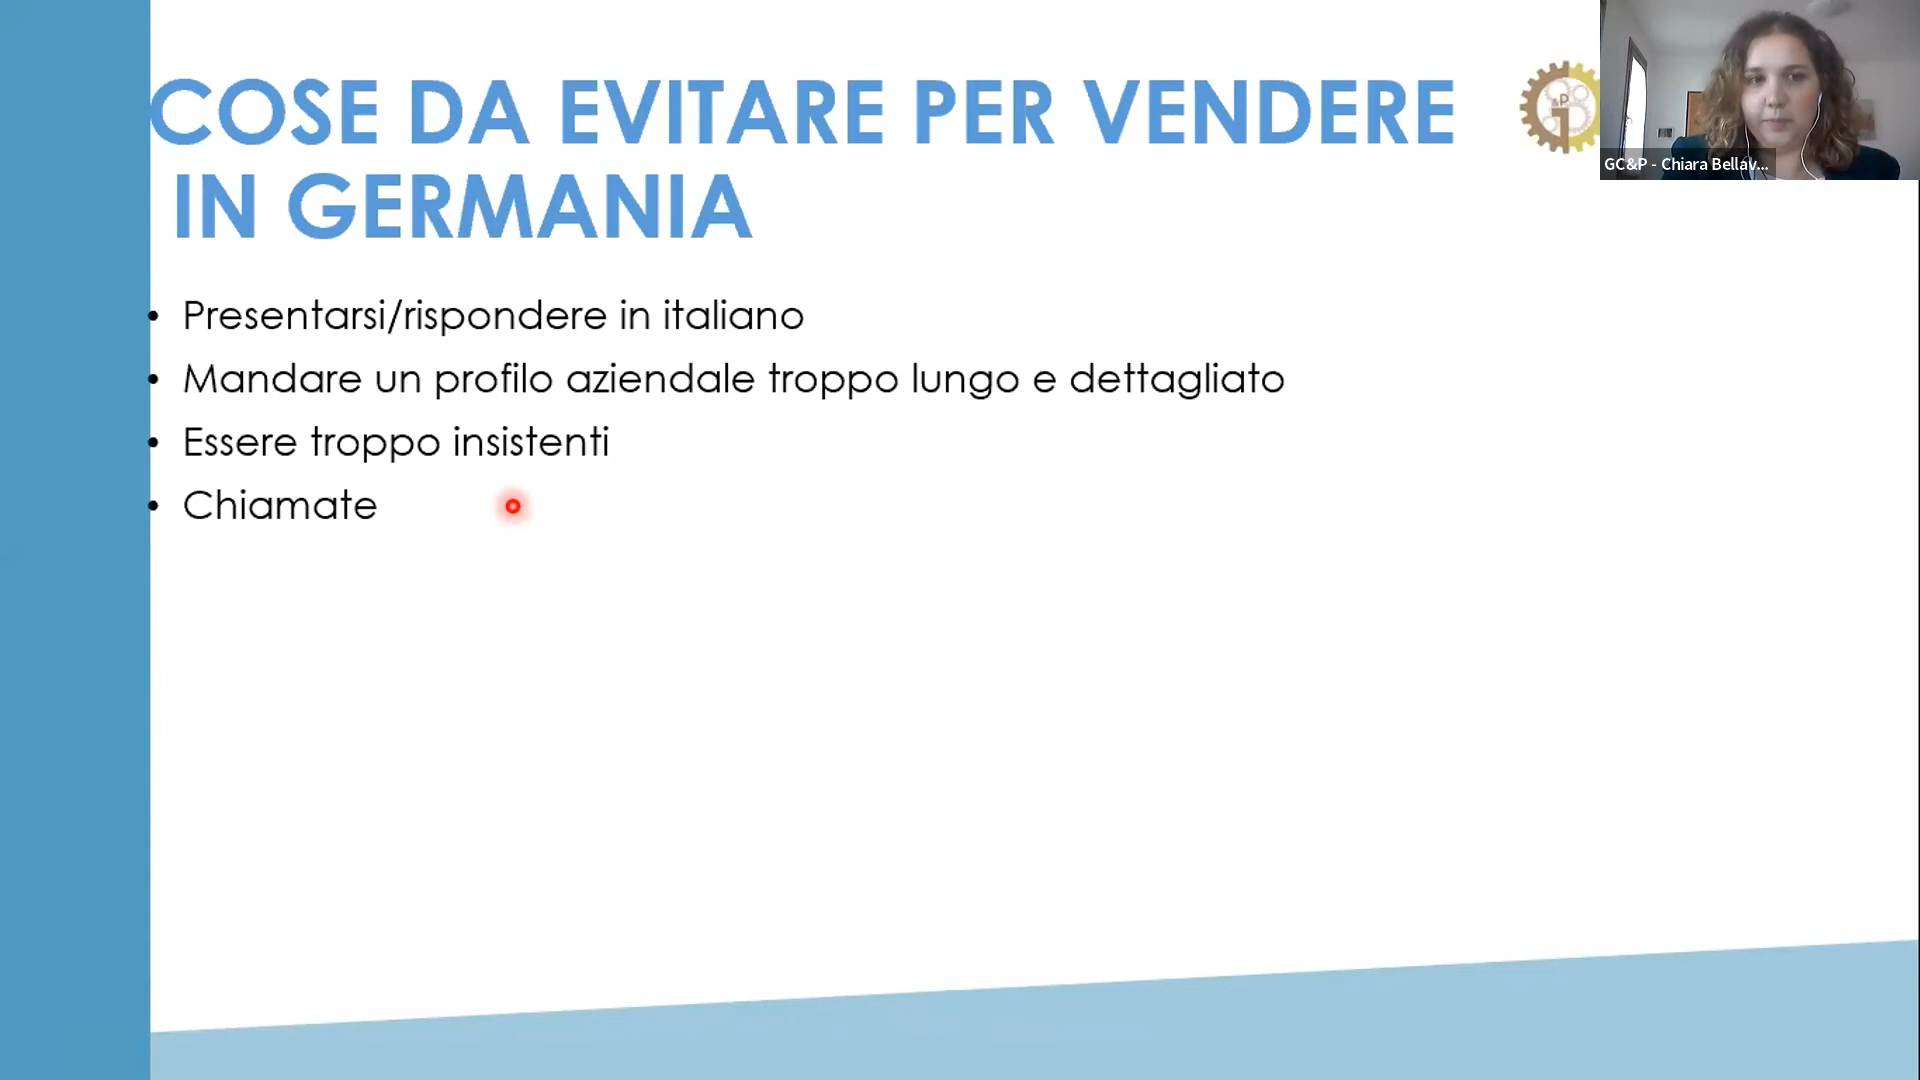 COSE DA EVITARE PER VENDERE
IN GERMANIA
&P
GC&P - Chiara Bellav...
• Presentarsi/rispondere in italiano
• Mandare un profilo aziendale troppo lungo e dettagliato
• Essere troppo insistenti
• Chiamate